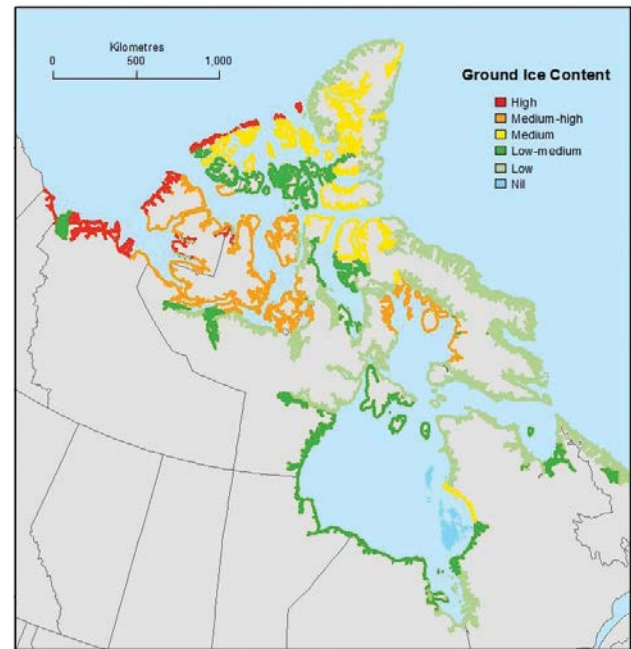 Kilometres
0 500 1,000
Ground Ice Content
High
Medium-high
Medium
Low-medium
Low
Nil